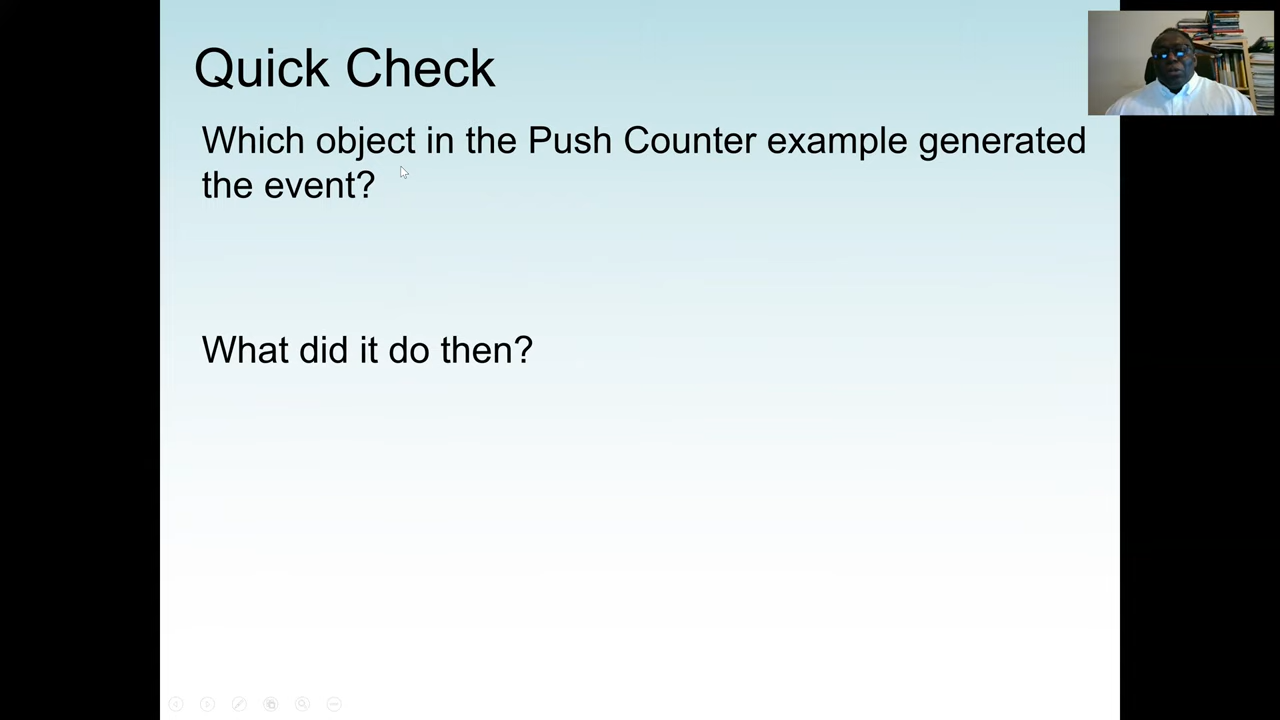 Quick Check
Which object in the Push Counter example generated
the event?
What did it do then?